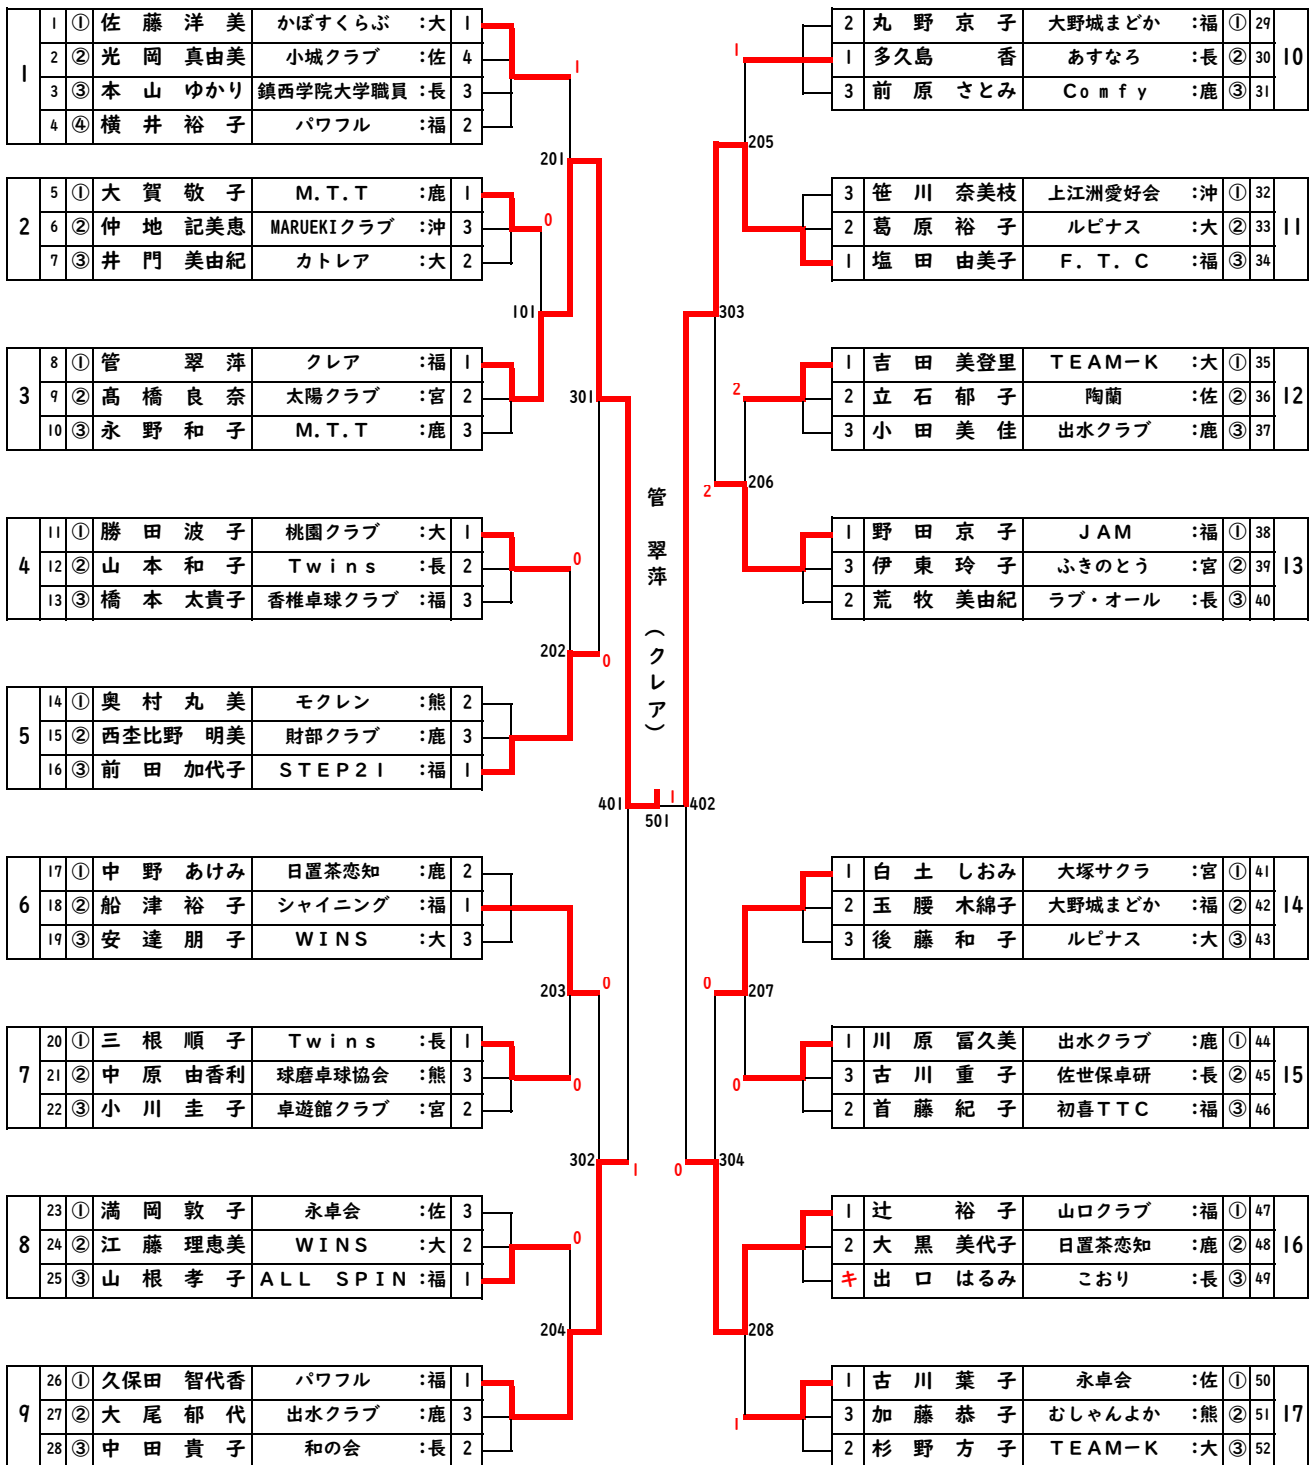 1 1 ① 佐藤洋美 かぼすくらぶ :大 1
2 ② 光岡真由美 小城クラブ :佐 4
3 ③ 本山ゆかり 鎮西学院大学職員 :長 3
4 ④ 横井裕子 パワフル :福 2
2 5 ① 大賀敬子 M.T.T :鹿 1
6 ② 仲地記美恵 MARUEKIクラブ :沖 3
7 ③ 井門美由紀 カトレア :大 2
3 8 ① 管翠萍 クレア :福 1
9 ② 髙橋良奈 太陽クラブ :宮 2
10 ③ 永野和子 M.T.T :鹿 3
4 11 ① 勝田波子 桃園クラブ :大 1
12 ② 山本和子 Twins :長 2
13 ③ 橋本太貴子 香椎卓球クラブ :福 3
5 14 ① 奥村丸美 モクレン :熊 2
15 ② 西牟比野 明美 財部クラブ :鹿 3
16 ③ 前田加代子 STEP21 :福 1
6 17 ① 中野あけみ 日置茶恋知 :鹿 2
18 ② 船津裕子 シャイニング :福 1
19 ③ 安達朋子 WINS :大 3
7 20 ① 三根順子 Twins :長 1
21 ② 中原由香利 球磨卓球協会 :熊 3
22 ③ 小川圭子 卓遊館クラブ :宮 2
8 23 ① 満岡敦子 永卓会 :佐 3
24 ② 江藤理恵美 WINS :大 2
25 ③ 山根孝子 ALL SPIN :福 1
9 26 ① 久保田智代香 パワフル :福 1
27 ② 大尾郁代 出水クラブ :鹿 3
28 ③ 中田貴子 和の会 :長 2
1
201
0
101
301
0
202
0
203
0
0
302
1
0
204
401
管翠萍(クレア)
1
501
402
1
205
303
2
206
2
0
207
0
0
304
208
1
2 丸野京子 大野城まどか :福 ① 29 10
1 多久島香 あすなろ :長 ② 30
3 前原さとみ Comfy :鹿 ③ 31
3 笹川奈美枝 上江洲愛好会 :沖 ① 32 11
2 葛原裕子 ルピナス :大 ② 33
1 塩田由美子 F.T.C :福 ③ 34
1 吉田美登里 TEAM－K :大 ① 35 12
2 立石郁子 陶蘭 :佐 ② 36
3 小田美佳 出水クラブ :鹿 ③ 37
1 野田京子 JAM :福 ① 38 13
3 伊東玲子 ふきのとう :宮 ② 39
2 荒牧美由紀 ラブ・オール :長 ③ 40
1 白土しおみ 大塚サクラ :宮 ① 41 14
2 玉腰木綿子 大野城まどか :福 ② 42
3 後藤和子 ルピナス :大 ③ 43
1 川原冨久美 出水クラブ :鹿 ① 44 15
3 古川重子 佐世保卓研 :長 ② 45
2 首藤紀子 初喜TTC :福 ③ 46
1 辻裕子 山口クラブ :福 ① 47 16
2 大黒美代子 日置茶恋知 :鹿 ② 48
キ 出口はるみ こおり :長 ③ 49
1 古川葉子 永卓会 :佐 ① 50 17
3 加藤恭子 むしゃんよか :熊 ② 51
2 杉野方子 TEAM－K :大 ③ 52